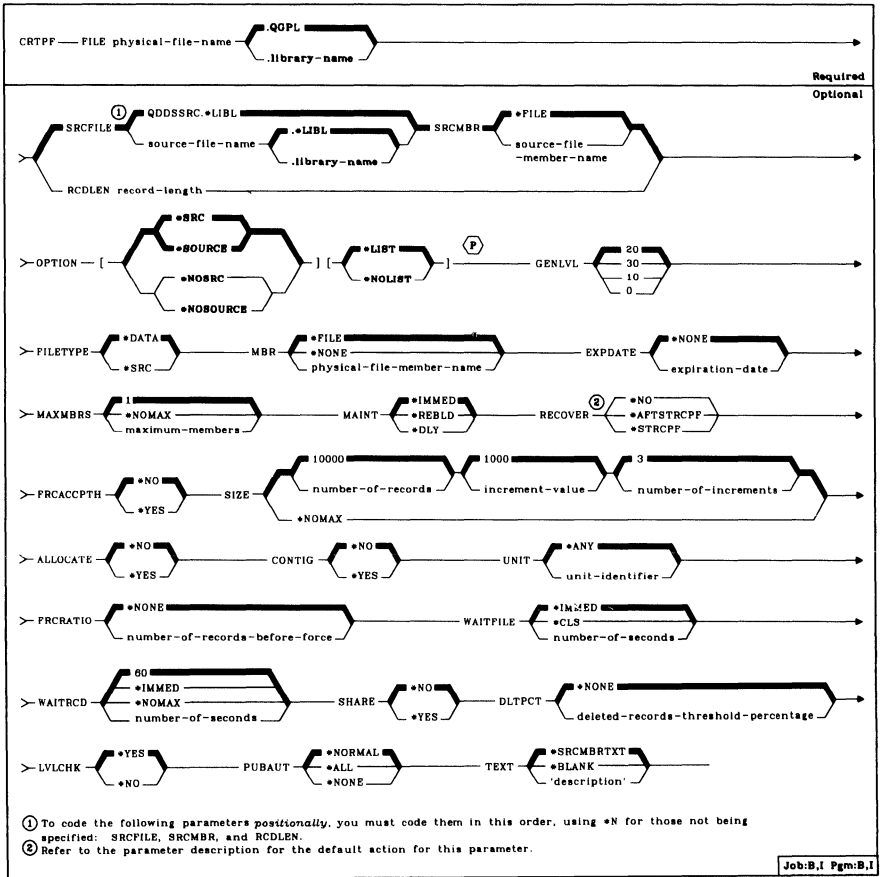 .QGPL
CRTPF FILE physical-file-name
.library-name
Required
Optional
① QDDSSRC.*LIBL *FILE
SRCFILE .*LIBL SRCMBR
source-file-name source-file
.library-name -member-name
RCDLEN record-length
*SRC
*SOURCE *LIST P 20
OPTION [ ] [ ] GENLVL 30
*NOSRC *NOLIST 10
*NOSOURCE 0
*DATA *FILE *NONE
FILETYPE MBR *NONE EXPDATE
*SRC physical-file-member-name expiration-date
1 *IMMED ② *NO
MAXMBRS *NOMAX MAINT *REBLD RECOVER *AFTSTRCPF
maximum-members *DLY *STRCPF
10000 1000 3
*NO number-of-records increment-value number-of-increments
FRCACCPTH SIZE
*YES *NOMAX
*NO *NO *ANY
ALLOCATE CONTIG UNIT
*YES *YES unit-identifier
*NONE *IMMED
FRCRATIO WAITFILE *CLS
number-of-records-before-force number-of-seconds
60
*IMMED *NO *NONE
WAITRCD *NOMAX SHARE DLTPCT
number-of-seconds *YES deleted-records-threshold-percentage
*YES *NORMAL *SRCMBRTXT
LVLCHK PUBAUT *ALL TEXT *BLANK
*NO *NONE 'description'
① To code the following parameters positionally, you must code them in this order, using *N for those not being
specified: SRCFILE, SRCMBR, and RCDLEN.
② Refer to the parameter description for the default action for this parameter.
Job:B,I Pgm:B,I